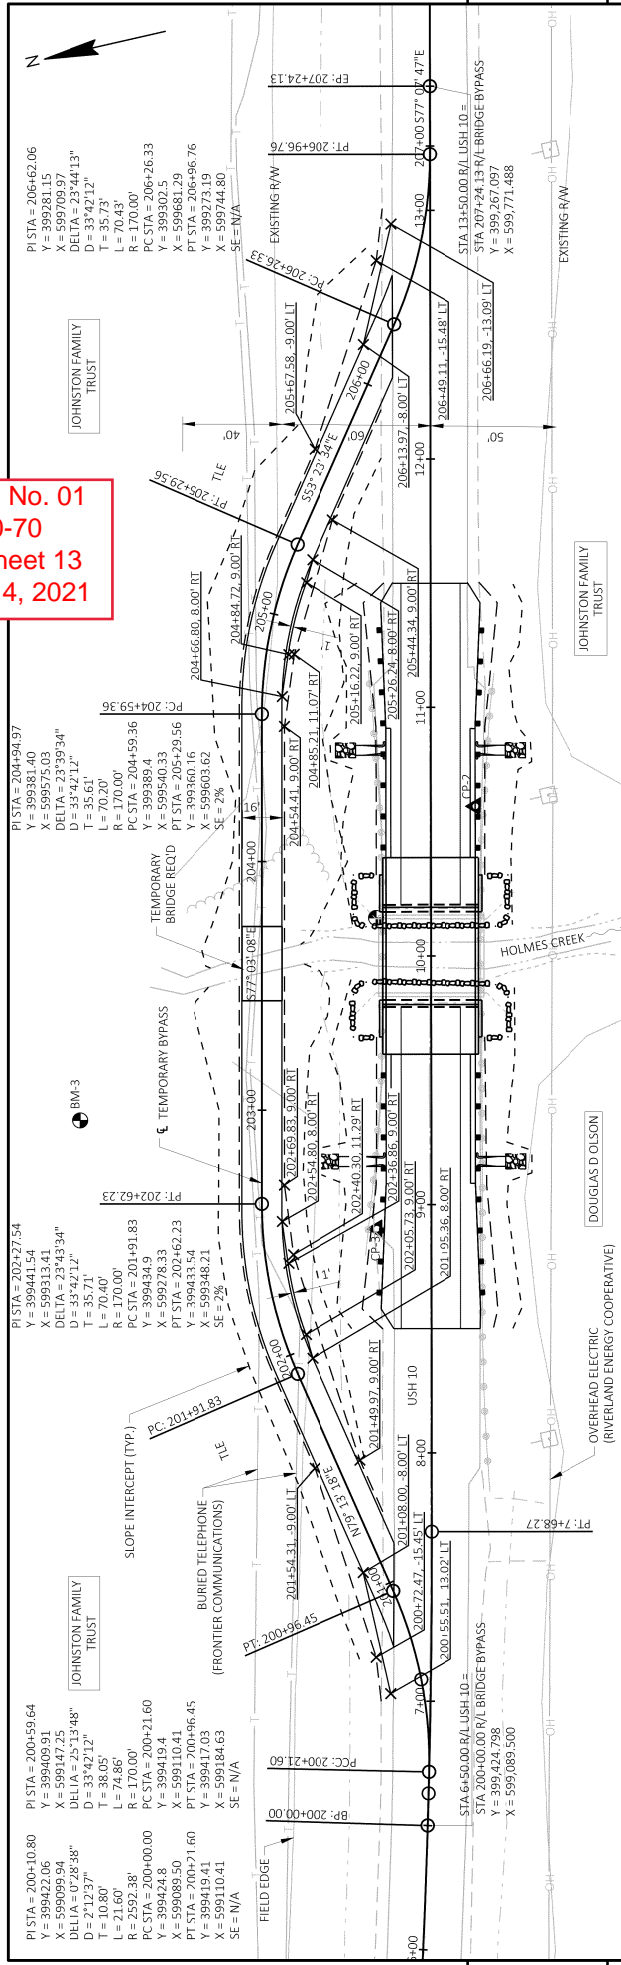 No. 01
0-70
heet 13
4, 2021
N
PI STA = 200+10.80
Y = 399422.06
X = 599099.94
DELTA = 0°28'38"
D = 2°12'37"
T = 10.80'
L = 21.60'
R = 2592.38'
PC STA = 200+00.00
Y = 399424.8
X = 599089.50
PT STA = 200+21.60
Y = 399419.41
X = 599110.41
SE = N/A
PI STA = 200+59.64
Y = 399409.91
X = 599147.25
DELTA = 25°13'48"
D = 33°42'12"
T = 38.05'
L = 74.86'
R = 170.00'
PC STA = 200+21.60
Y = 399419.4
X = 599110.41
PT STA = 200+96.45
Y = 399417.03
X = 599184.63
SE = N/A
PI STA = 202+27.54
Y = 399441.54
X = 599313.41
DELTA = 23°43'34"
D = 33°42'12"
T = 35.71'
L = 70.40'
R = 170.00'
PC STA = 201+91.83
Y = 399434.9
X = 599278.33
PT STA = 202+62.23
Y = 399433.54
X = 599348.21
SE = 2%
PI STA = 204+94.97
Y = 399381.40
X = 599575.03
DELTA = 23°39'34"
D = 33°42'12"
T = 35.61'
L = 70.20'
R = 170.00'
PC STA = 204+59.36
Y = 399389.4
X = 599540.33
PT STA = 205+29.56
Y = 399360.16
X = 599603.62
SE = 2%
PI STA = 206+62.06
Y = 399281.15
X = 599709.97
DELTA = 23°44'13"
D = 33°42'12"
T = 35.73'
L = 70.43'
R = 170.00'
PC STA = 206+26.33
Y = 399302.5
X = 599681.29
PT STA = 206+96.76
Y = 399273.19
X = 599744.80
SE = N/A
JOHNSTON FAMILY
TRUST
JOHNSTON FAMILY
TRUST
SLOPE INTERCEPT (TYP.)
BM-3
℄ TEMPORARY BYPASS
TEMPORARY
BRIDGE REQ'D
FIELD EDGE
BURIED TELEPHONE
(FRONTIER COMMUNICATIONS)
TLE
TLE
EXISTING R/W
BP: 200+00.00
PCC: 200+21.60
PT: 200+96.45
PC: 201+91.83
PT: 202+62.23
PC: 204+59.36
PT: 205+29.56
PC: 206+26.33
PT: 206+96.76
EP: 207+24.13
201+00
N79° 13' 18"E
202+00
203+00
S77° 03' 08"E
204+00
205+00
S53° 23' 34"E
206+00
207+00
S77° 07' 47"E
16'
1'
1'
40'
60'
50'
201+54.31, -9.00' LT
201+08.00, -8.00' LT
200+72.47, -15.45' LT
200+55.51, 13.02' LT
201+49.97, 9.00' RT
201+95.36, 8.00' RT
202+05.73, 9.00' RT
202+36.86, 9.00' RT
202+40.30, 11.29' RT
202+54.80, 8.00' RT
202+69.83, 9.00' RT
204+54.41, 9.00' RT
204+66.80, 8.00' RT
204+84.72, 9.00' RT
204+85.21, 11.07' RT
205+16.22, 9.00' RT
205+26.24, 8.00' RT
205+44.34, 9.00' RT
205+67.58, -9.00' LT
206+13.97, -8.00' LT
206+49.11, -15.48' LT
206+66.19, -13.09' LT
7+00
8+00
9+00
10+00
11+00
12+00
13+00
USH 10
CP-3
CP-2
PT: 7+68.27
HOLMES CREEK
STA 6+50.00 R/L USH 10 =
STA 200+00.00 R/L BRIDGE BYPASS
Y = 399,424.798
X = 599,089.500
STA 13+50.00 R/L USH 10 =
STA 207+24.13 R/L BRIDGE BYPASS
Y = 399,267.097
X = 599,771.488
OVERHEAD ELECTRIC
(RIVERLAND ENERGY COOPERATIVE)
DOUGLAS D OLSON
JOHNSTON FAMILY
TRUST
EXISTING R/W